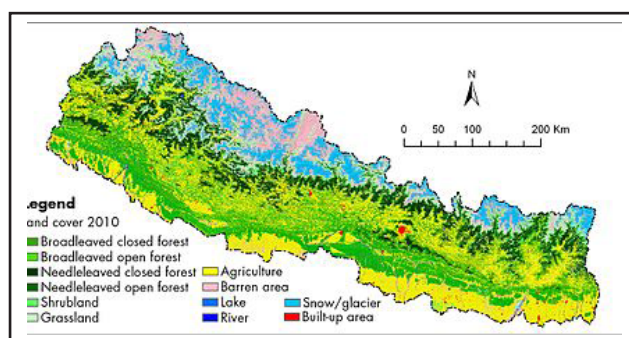 N
0 50 100 200 Km
egend
and cover 2010
Broadleaved closed forest
Broadleaved open forest
Needleleaved closed forest
Needleleaved open forest
Shrubland
Grassland
Agriculture
Barren area
Lake
River
Snow/glacier
Built-up area